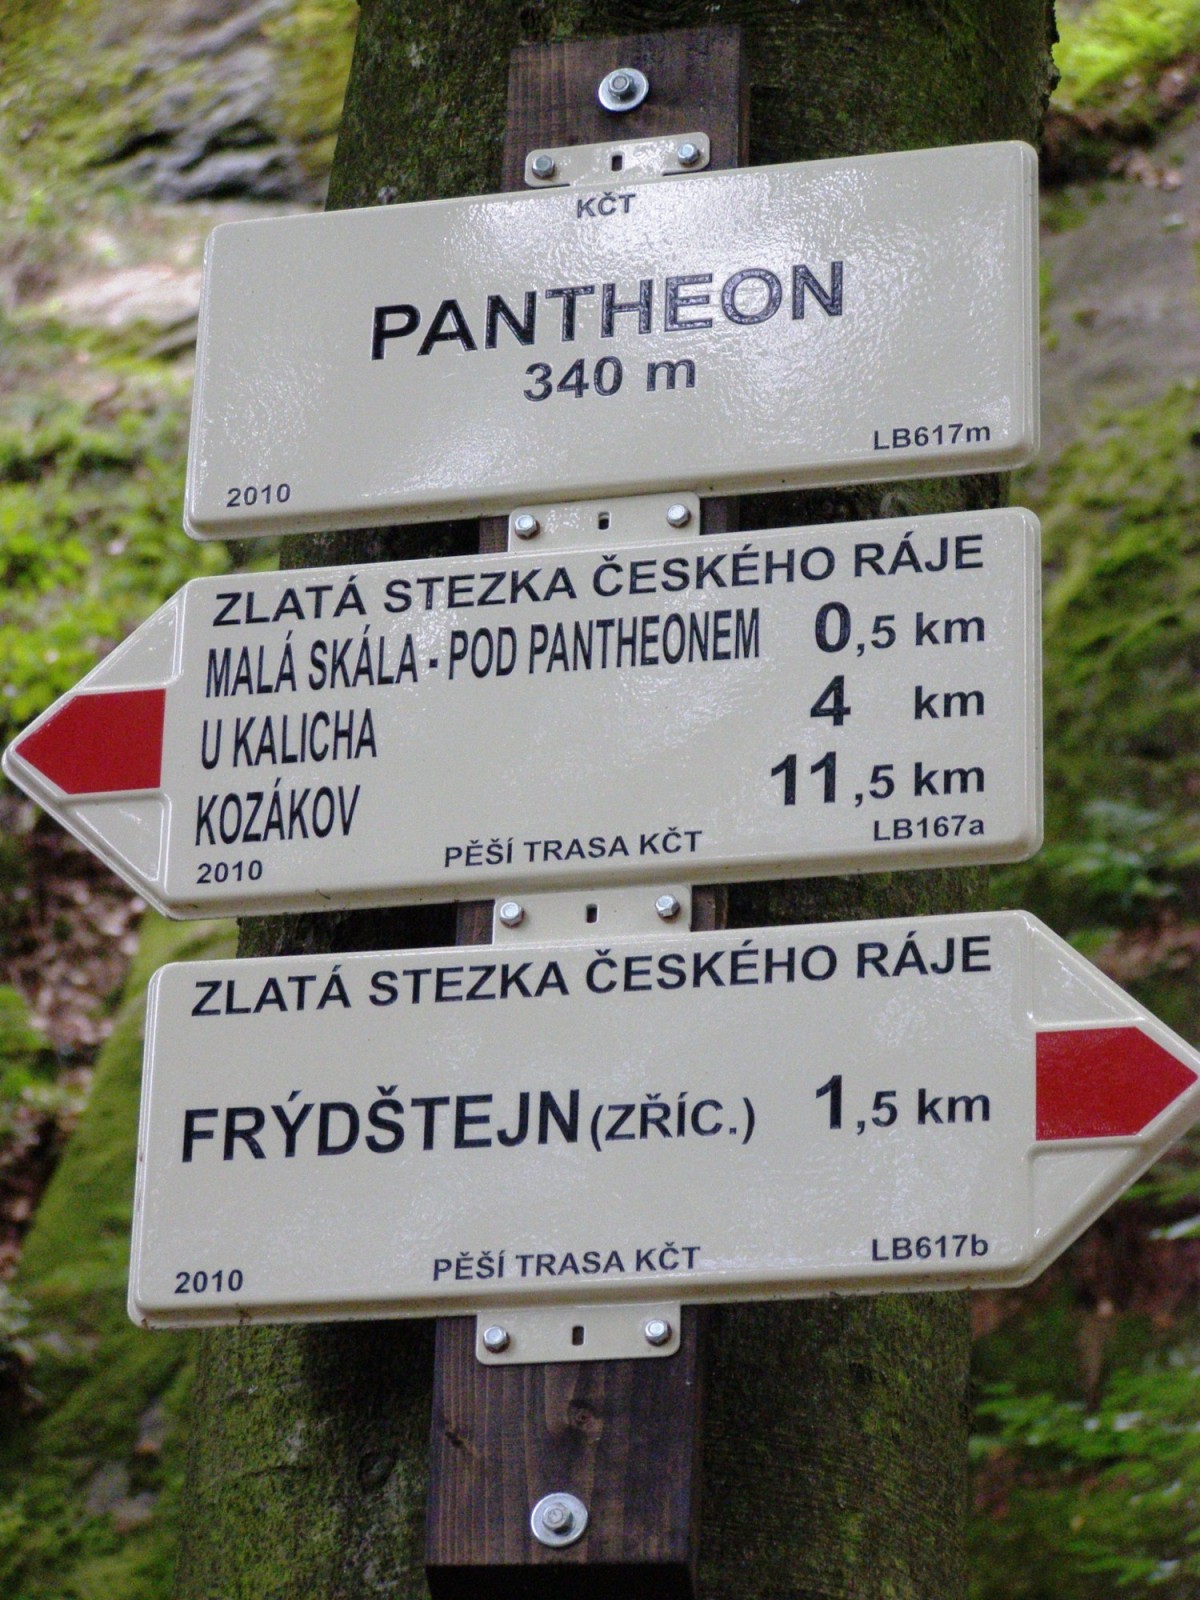 KČT
PANTHEON
340 m
LB617m
2010
ZLATÁ STEZKA ČESKÉHO RÁJE
MALÁ SKÁLA - POD PANTHEONEM 0,5 km
U KALICHA 4 km
KOZÁKOV 11,5 km
2010 PĚŠÍ TRASA KČT LB167a
ZLATÁ STEZKA ČESKÉHO RÁJE
FRÝDŠTEJN (ZŘÍC.) 1,5 km
2010 PĚŠÍ TRASA KČT LB617b